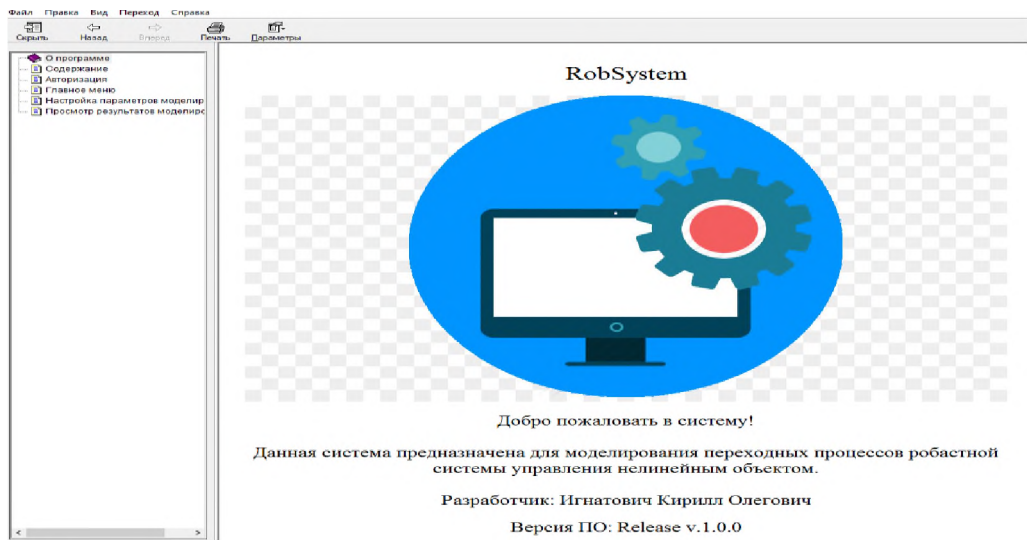 Файл Правка Вид Переход Справка
Скрыть Назад Вперед Печать Параметры
О программе
Содержание
Авторизация
Главное меню
Настройка параметров моделир
Просмотр результатов моделирс
RobSystem
Добро пожаловать в систему!
Данная система предназначена для моделирования переходных процессов робастной
системы управления нелинейным объектом.
Разработчик: Игнатович Кирилл Олегович
Версия ПО: Release v.1.0.0